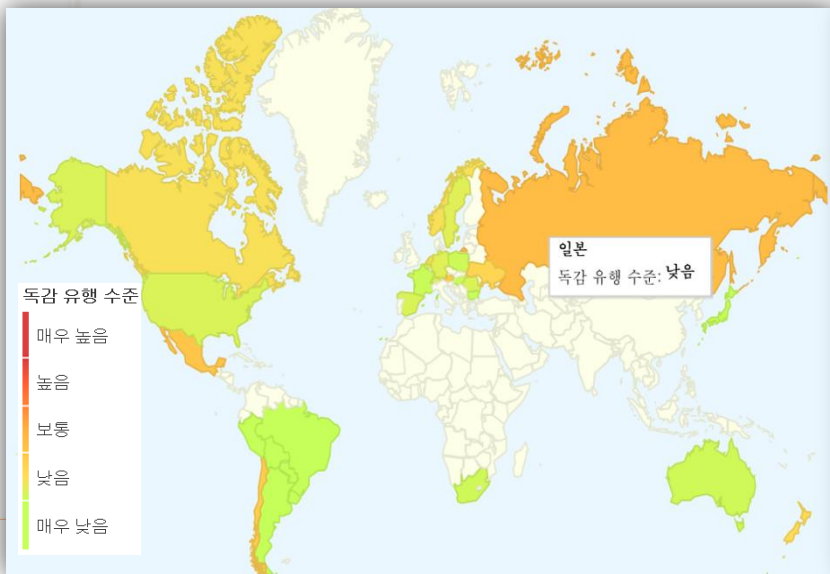 일본
독감 유행 수준: 낮음
독감 유행 수준
매우 높음
높음
보통
낮음
매우 낮음